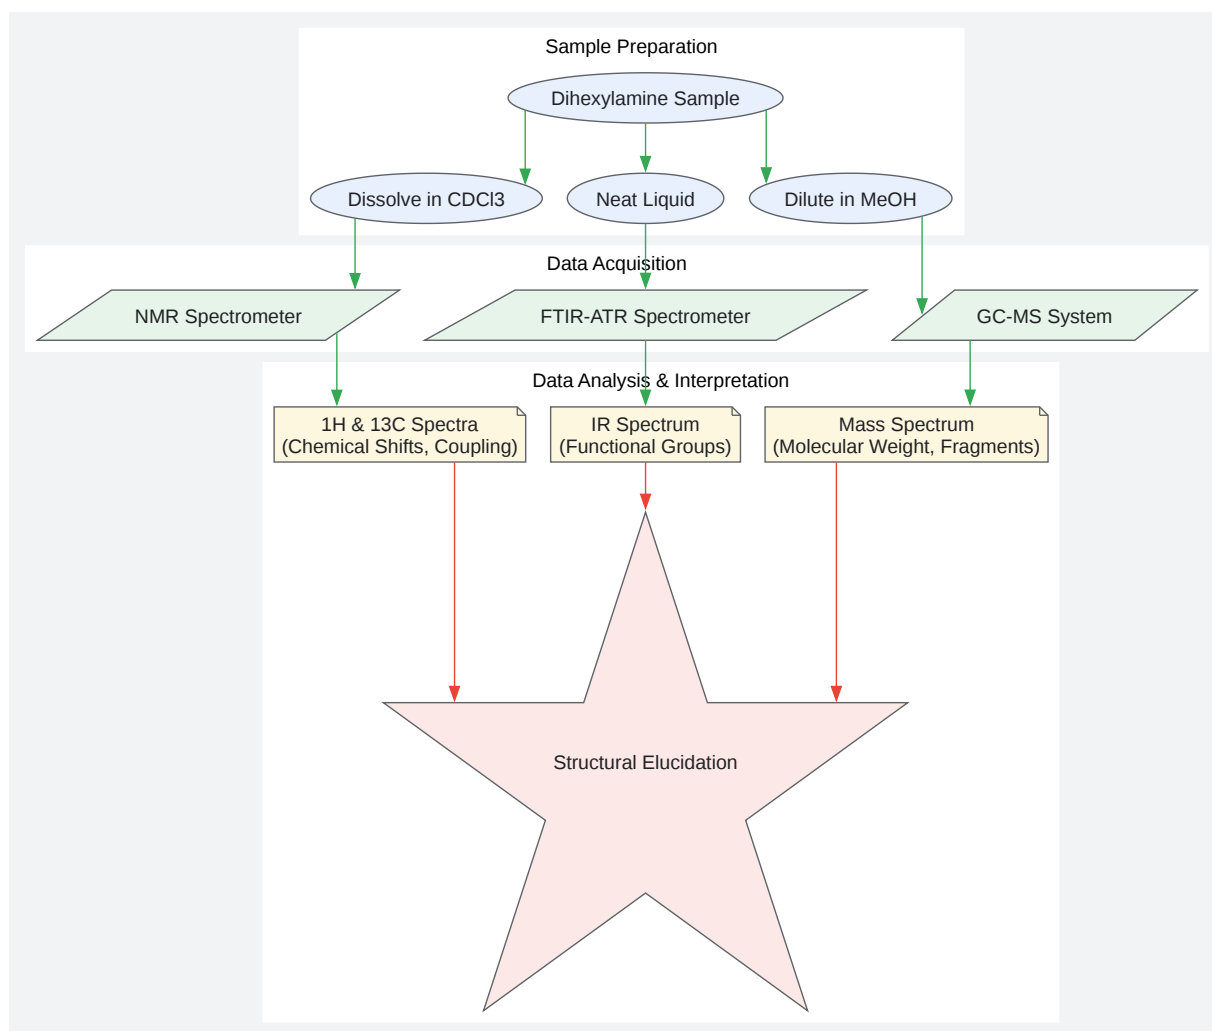 Sample Preparation
Dihexylamine Sample
Dissolve in CDCl3
Neat Liquid
Dilute in MeOH
Data Acquisition
NMR Spectrometer
FTIR-ATR Spectrometer
GC-MS System
Data Analysis & Interpretation
1H & 13C Spectra
(Chemical Shifts, Coupling)
IR Spectrum
(Functional Groups)
Mass Spectrum
(Molecular Weight, Fragments)
Structural Elucidation